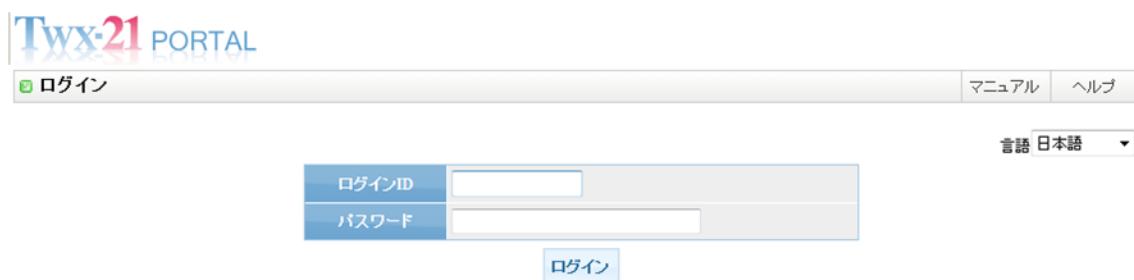 Twx-21 PORTAL
ログイン マニュアル ヘルプ
言語 日本語
ログインID
パスワード
ログイン